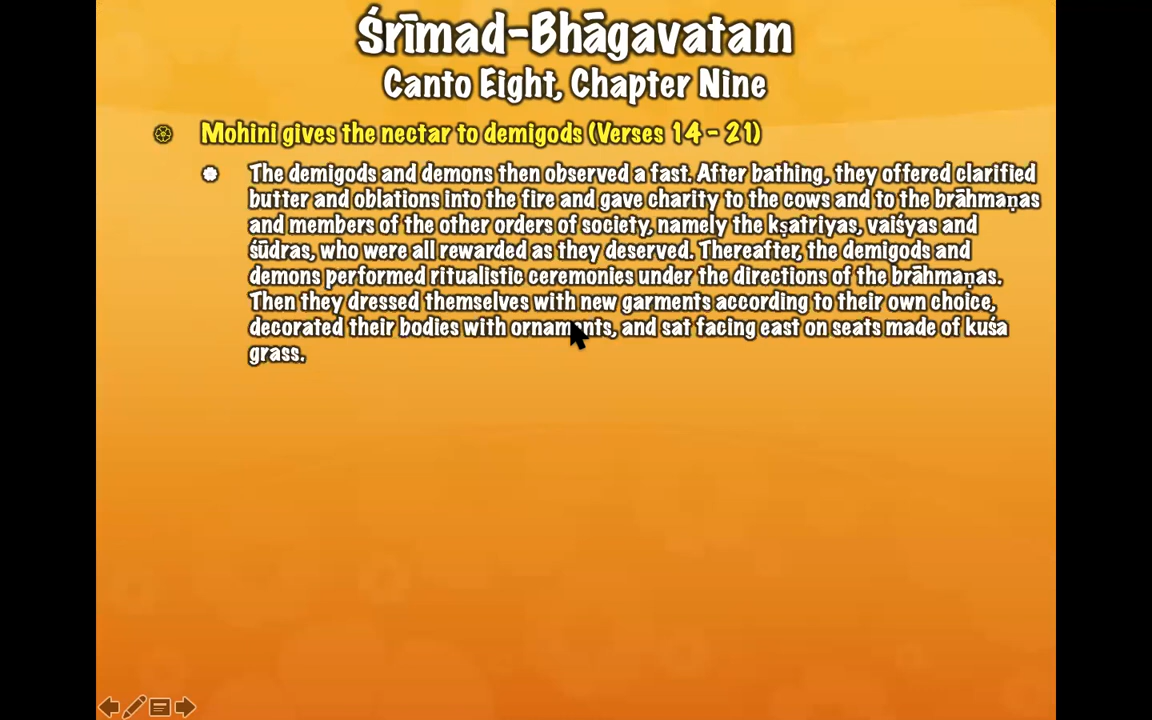 Śrīmad-Bhāgavatam
Canto Eight, Chapter Nine
Mohini gives the nectar to demigods (Verses 14 - 21)
The demigods and demons then observed a fast. After bathing, they offered clarified
butter and oblations into the fire and gave charity to the cows and to the brāhmaṇas
and members of the other orders of society, namely the kṣatriyas, vaiśyas and
śūdras, who were all rewarded as they deserved. Thereafter, the demigods and
demons performed ritualistic ceremonies under the directions of the brāhmaṇas.
Then they dressed themselves with new garments according to their own choice,
decorated their bodies with ornaments, and sat facing east on seats made of kuśa
grass.